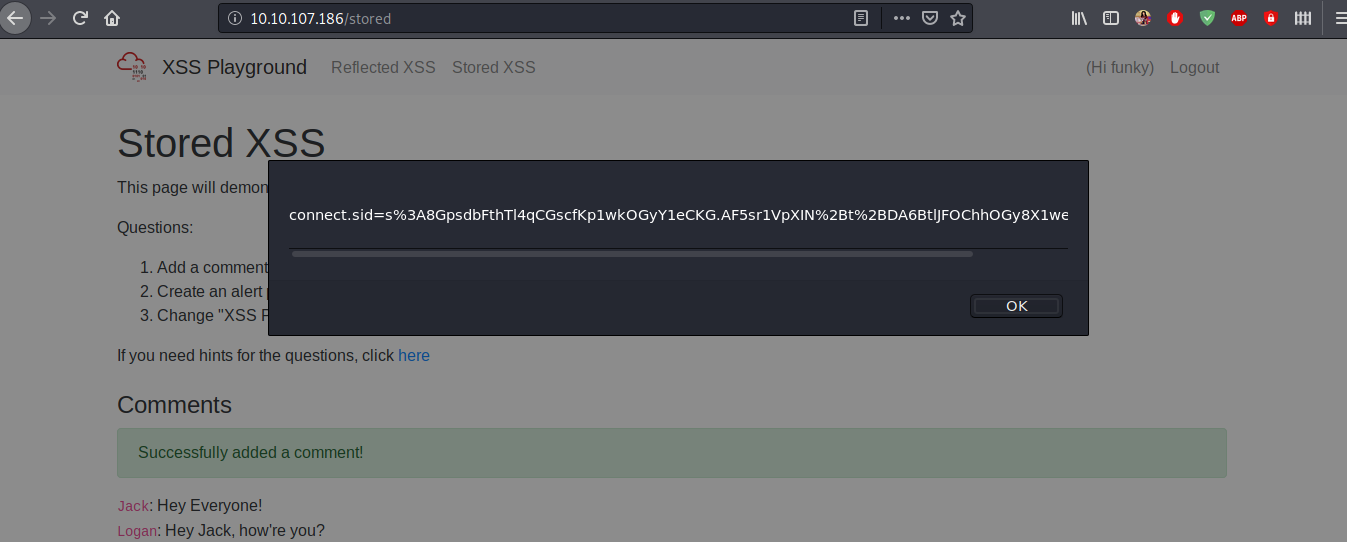 10.10.107.186/stored
ABP
XSS Playground Reflected XSS Stored XSS (Hi funky) Logout
Stored XSS
This page will demon
connect.sid=s%3A8GpsdbFthTl4qCGscfKp1wkOGyY1eCKG.AF5sr1VpXIN%2Bt%2BDA6BtlJFOChhOGy8X1we
Questions:
1. Add a comment
2. Create an alert
3. Change "XSS
OK
If you need hints for the questions, click here
Comments
Successfully added a comment!
Jack: Hey Everyone!
Logan: Hey Jack, how're you?